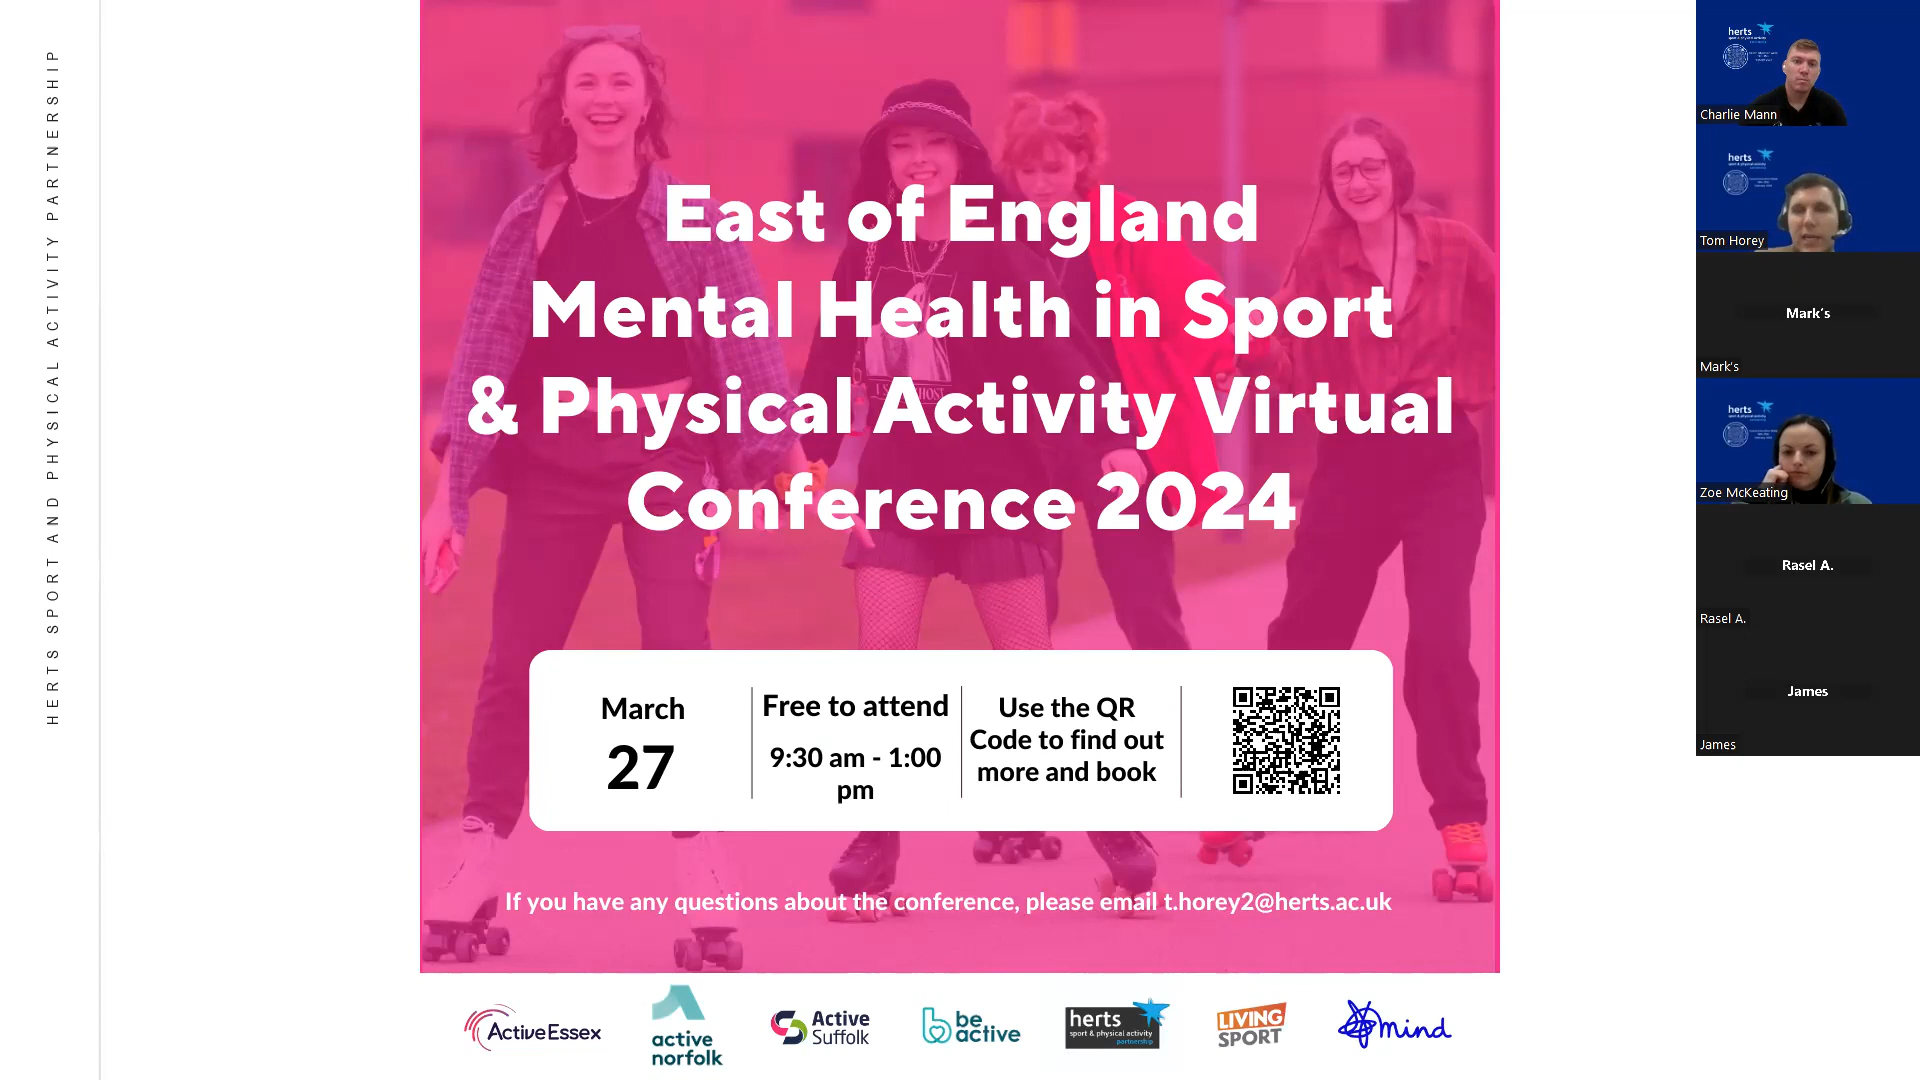 HERTS SPORT AND PHYSICAL ACTIVITY PARTNERSHIP
East of England
Mental Health in Sport
& Physical Activity Virtual
Conference 2024
March
27
Free to attend
9:30 am - 1:00
pm
Use the QR
Code to find out
more and book
If you have any questions about the conference, please email t.horey2@herts.ac.uk
ActiveEssex
active
norfolk
Active
Suffolk
be
active
herts
sport & physical activity
partnership
LIVING
SPORT
mind
herts
Charlie Mann
herts
Tom Horey
Mark's
Mark's
herts
Zoe McKeating
Rasel A.
Rasel A.
James
James